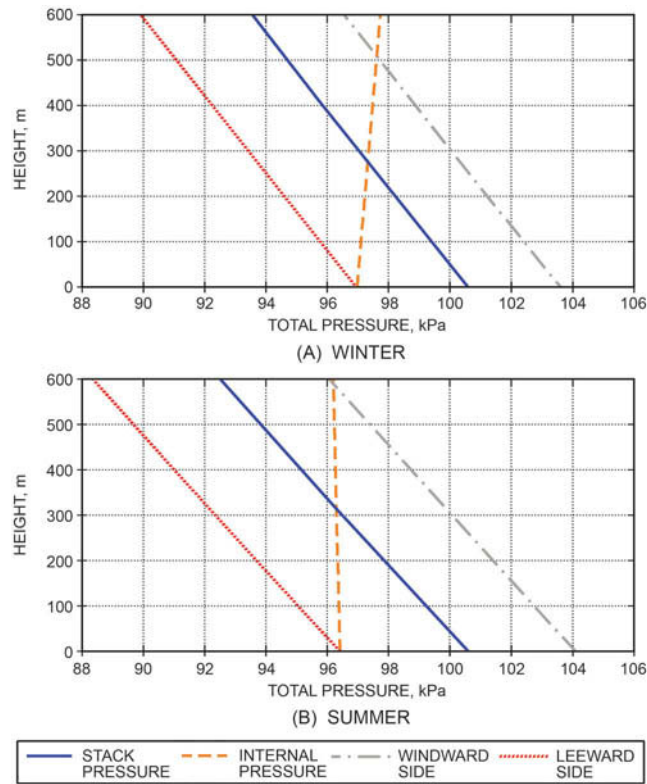 600
500
400
300
200
100
0
HEIGHT, m
88 90 92 94 96 98 100 102 104 106
TOTAL PRESSURE, kPa
(A) WINTER
600
500
400
300
200
100
0
HEIGHT, m
88 90 92 94 96 98 100 102 104 106
TOTAL PRESSURE, kPa
(B) SUMMER
STACK PRESSURE
INTERNAL PRESSURE
WINDWARD SIDE
LEEWARD SIDE